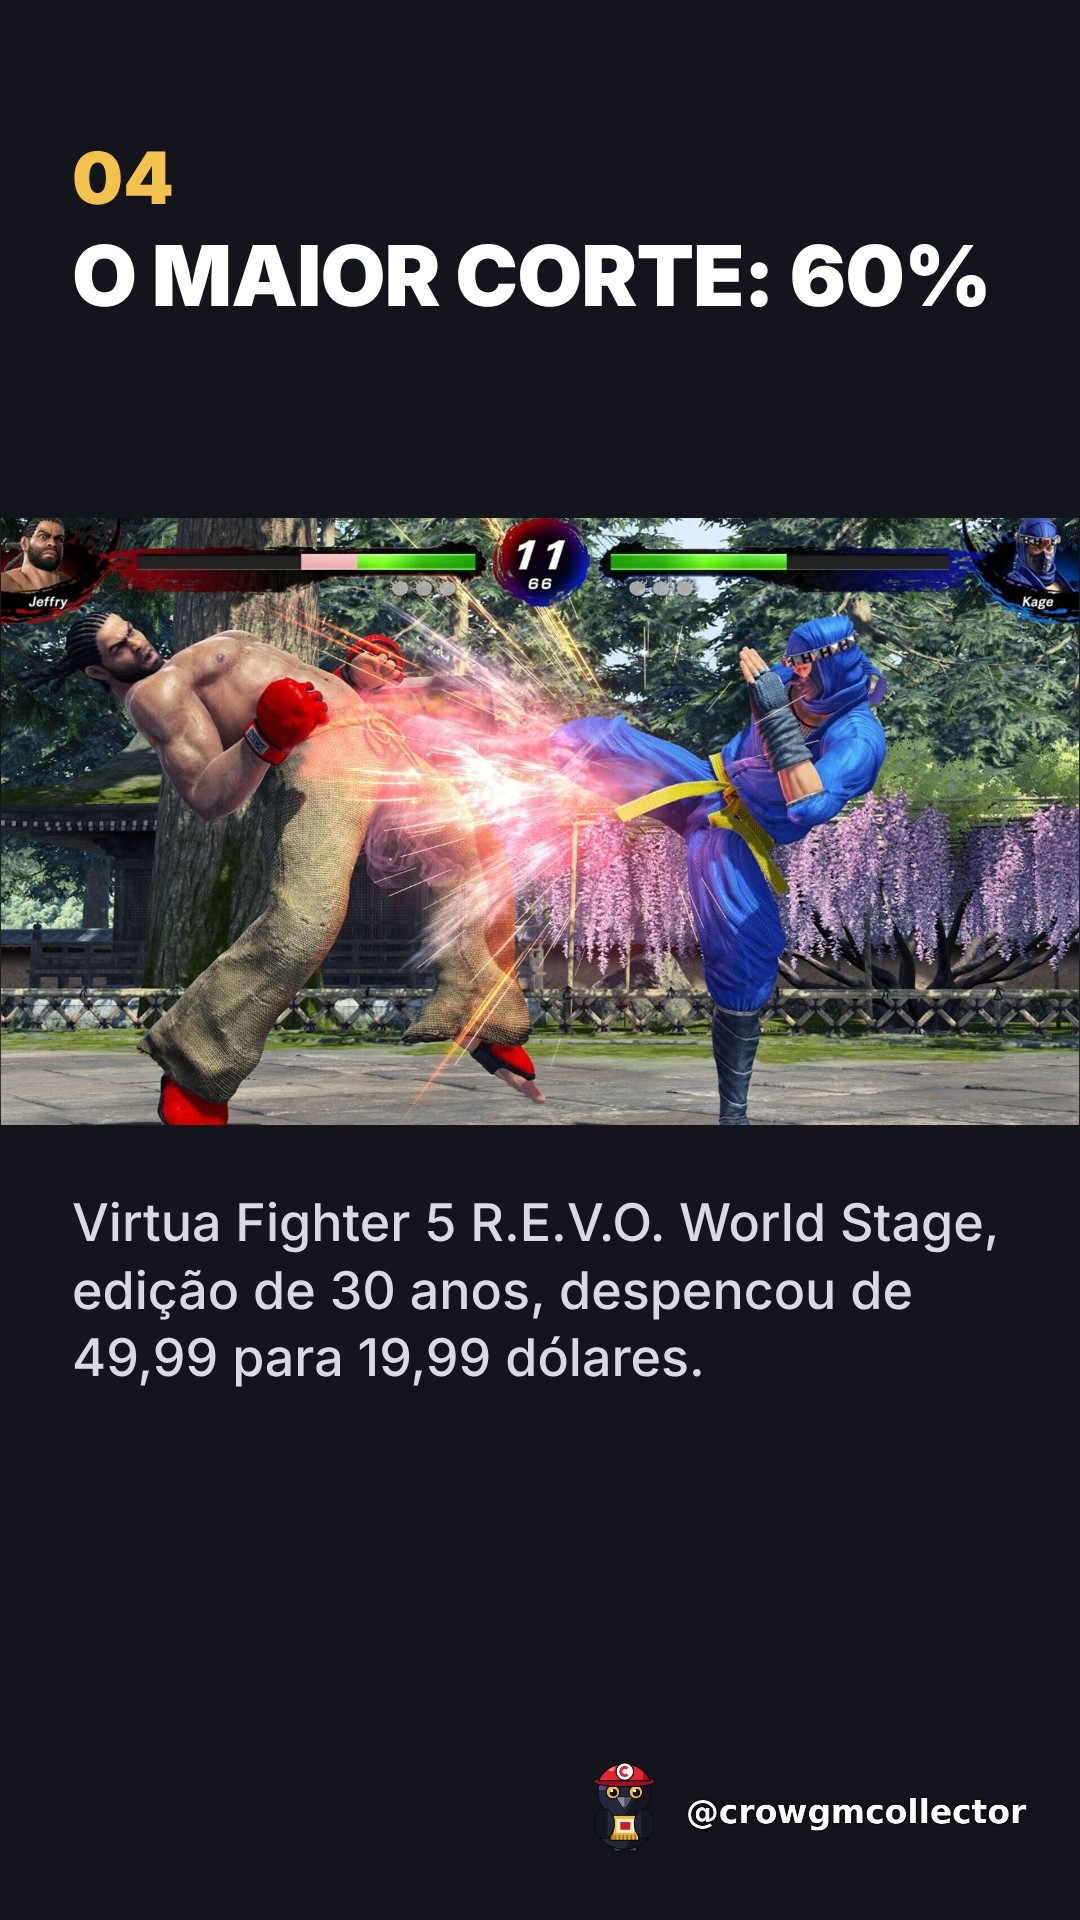 04
O MAIOR CORTE: 60%
11
66
Jeffry
Kage
Virtua Fighter 5 R.E.V.O. World Stage,
edição de 30 anos, despencou de
49,99 para 19,99 dólares.
C
@crowgmcollector